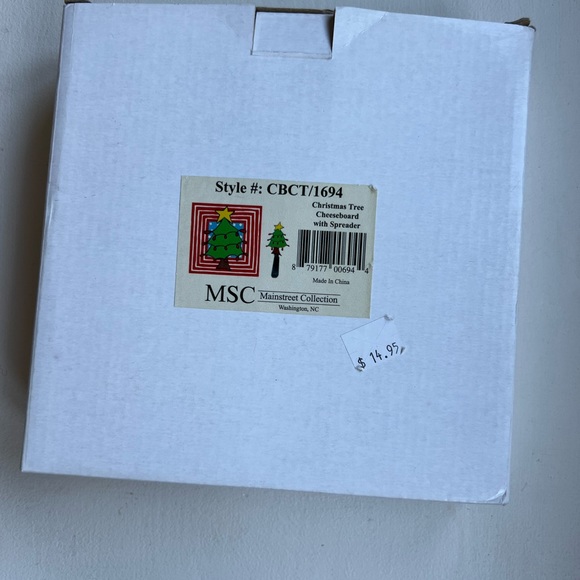 Style #: CBCT/1694
Christmas Tree
Cheeseboard
with Spreader
8 79177 00694 4
Made In China
MSC Mainstreet Collection
Washington, NC
$ 14.95